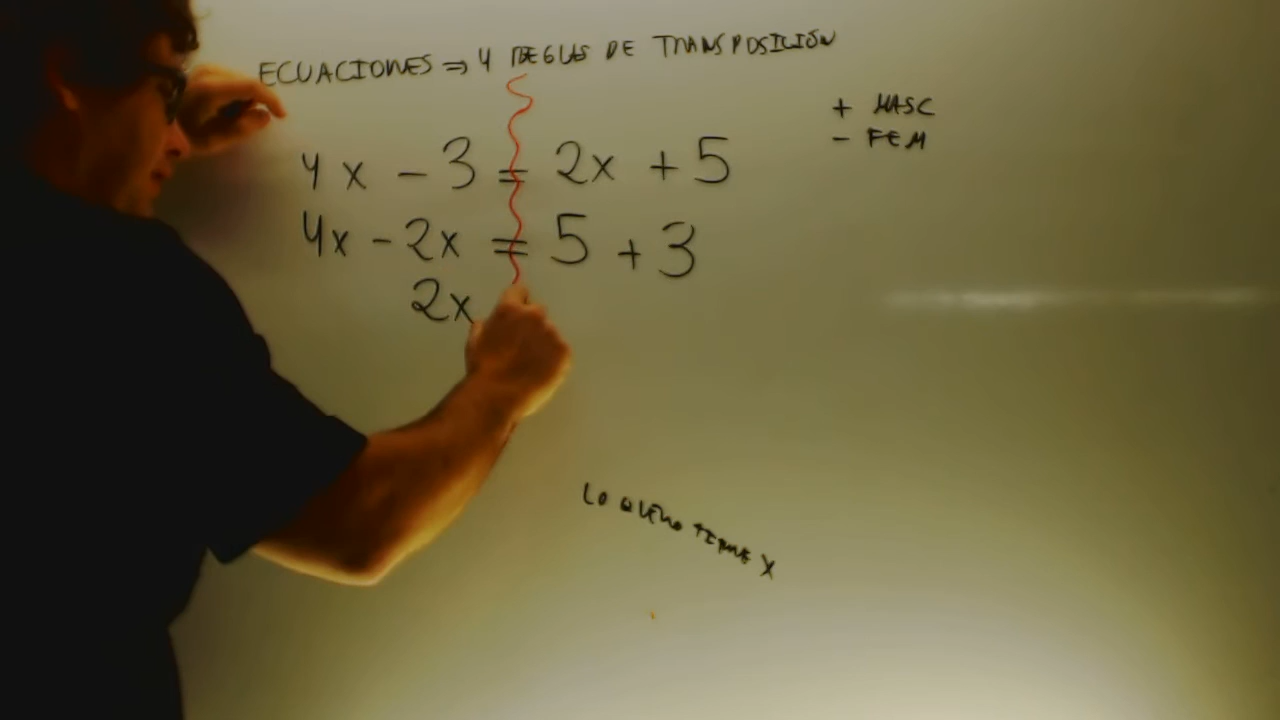 ECUACIONES ⇒ 4 REGLAS DE TRANSPOSICIÓN
+ MASC
- FEM
4x - 3 = 2x + 5
4x - 2x = 5 + 3
2x
LO QUE NO TIENE X